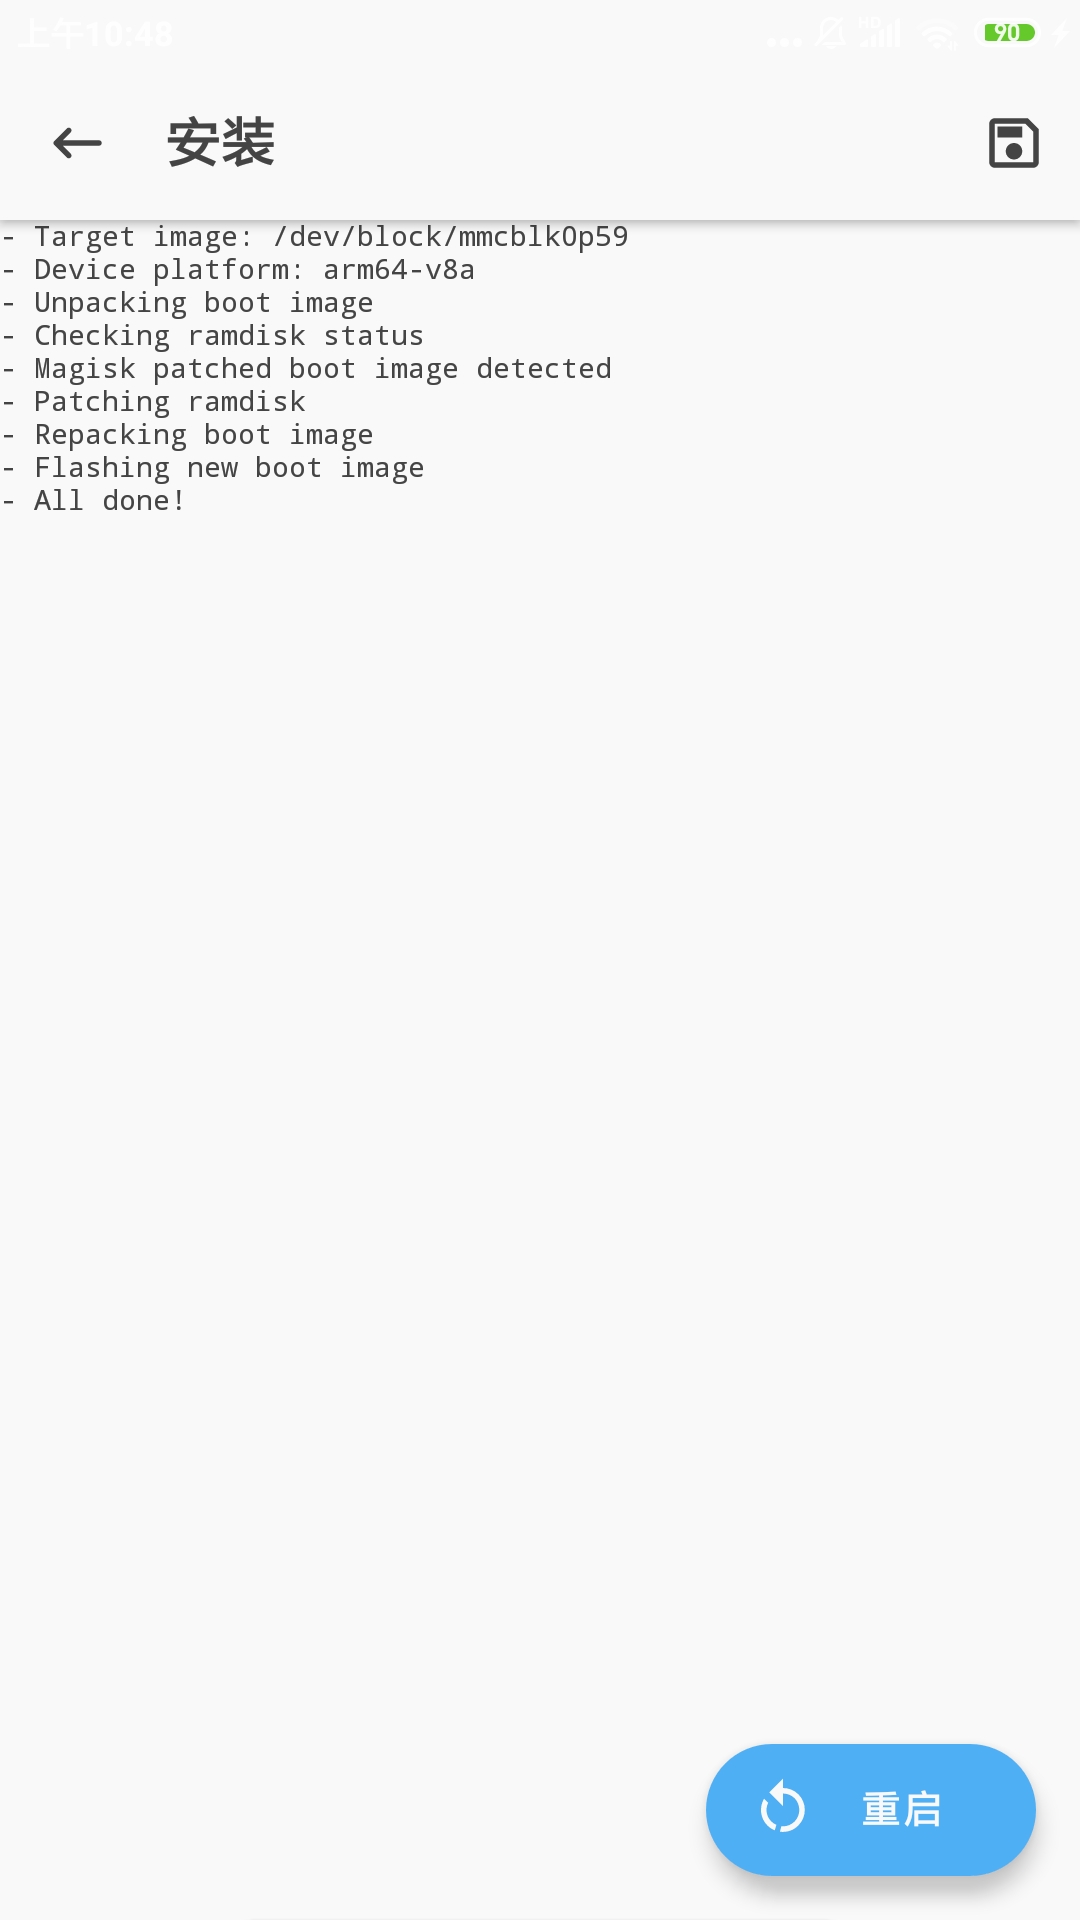 上午10:48
HD
90
安装
- Target image: /dev/block/mmcblk0p59
- Device platform: arm64-v8a
- Unpacking boot image
- Checking ramdisk status
- Magisk patched boot image detected
- Patching ramdisk
- Repacking boot image
- Flashing new boot image
- All done!
重启